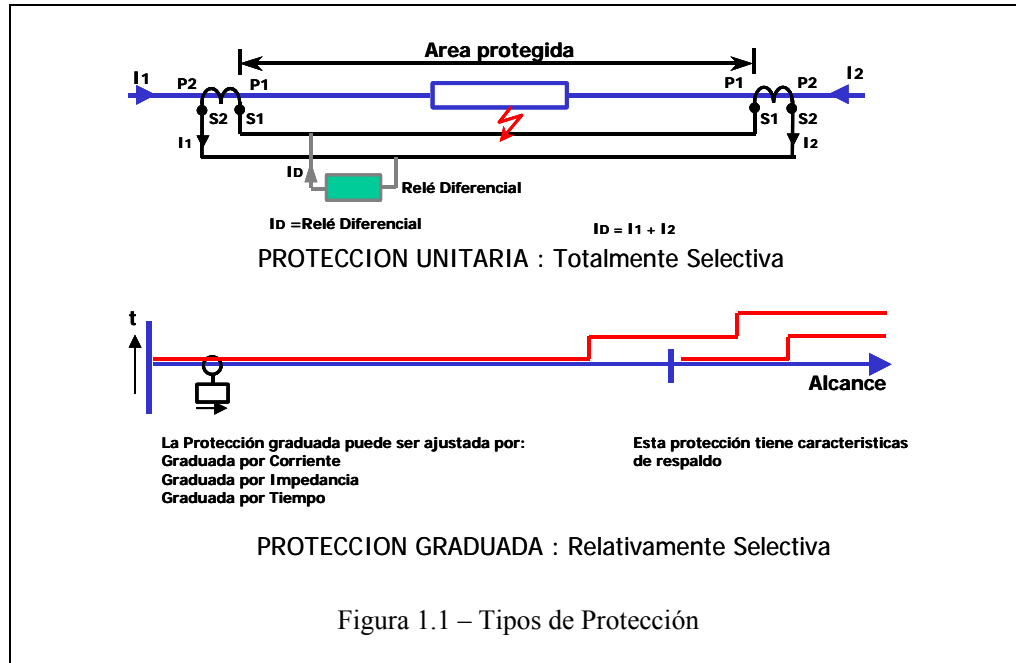 Area protegida
I1 P2 P1 P1 P2 I2
S2 S1 S1 S2
I1 I2
ID
Relé Diferencial
ID =Relé Diferencial ID = I1 + I2
PROTECCION UNITARIA : Totalmente Selectiva
t
Alcance
La Protección graduada puede ser ajustada por:
Graduada por Corriente
Graduada por Impedancia
Graduada por Tiempo
Esta protección tiene caracteristicas
de respaldo
PROTECCION GRADUADA : Relativamente Selectiva
Figura 1.1 – Tipos de Protección